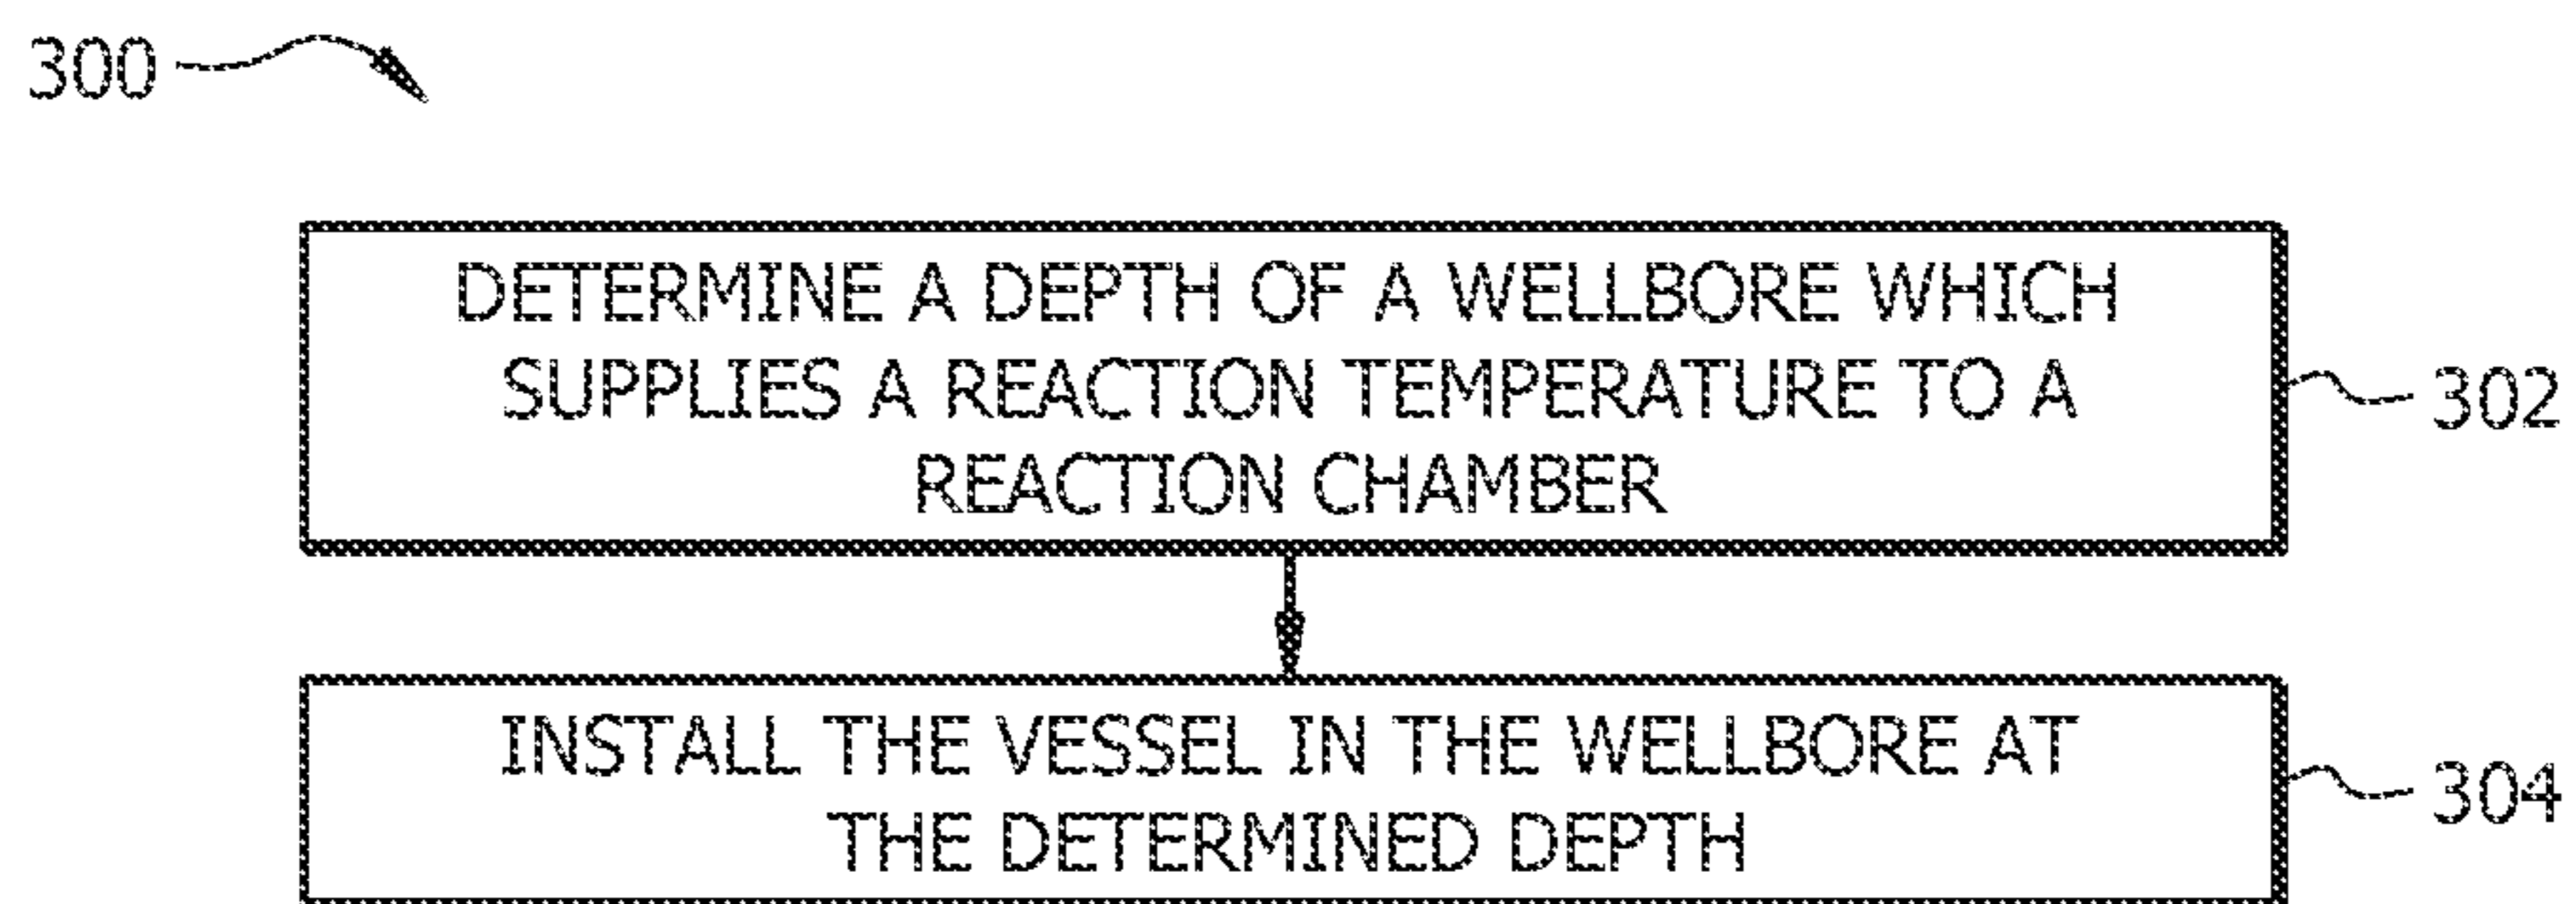 300
DETERMINE A DEPTH OF A WELLBORE WHICH
SUPPLIES A REACTION TEMPERATURE TO A
REACTION CHAMBER
302
INSTALL THE VESSEL IN THE WELLBORE AT
THE DETERMINED DEPTH
304